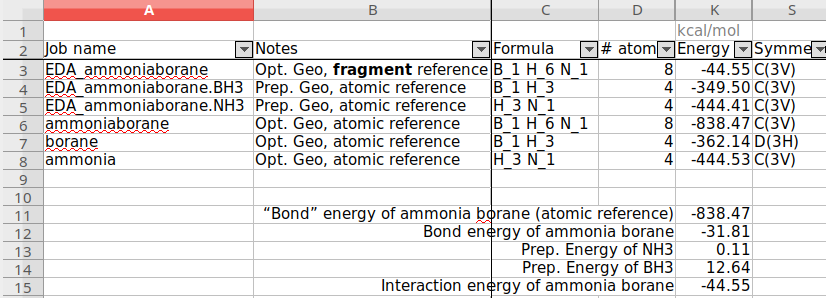 A B C D K S
1 kcal/mol
2 Job name Notes Formula # atom Energy Symme
3 EDA_ammoniaborane Opt. Geo, fragment reference B_1 H_6 N_1 8 -44.55 C(3V)
4 EDA_ammoniaborane.BH3 Prep. Geo, atomic reference B_1 H_3 4 -349.50 C(3V)
5 EDA_ammoniaborane.NH3 Prep. Geo, atomic reference H_3 N_1 4 -444.41 C(3V)
6 ammoniaborane Opt. Geo, atomic reference B_1 H_6 N_1 8 -838.47 C(3V)
7 borane Opt. Geo, atomic reference B_1 H_3 4 -362.14 D(3H)
8 ammonia Opt. Geo, atomic reference H_3 N_1 4 -444.53 C(3V)
9
10
11 “Bond” energy of ammonia borane (atomic reference) -838.47
12 Bond energy of ammonia borane -31.81
13 Prep. Energy of NH3 0.11
14 Prep. Energy of BH3 12.64
15 Interaction energy of ammonia borane -44.55